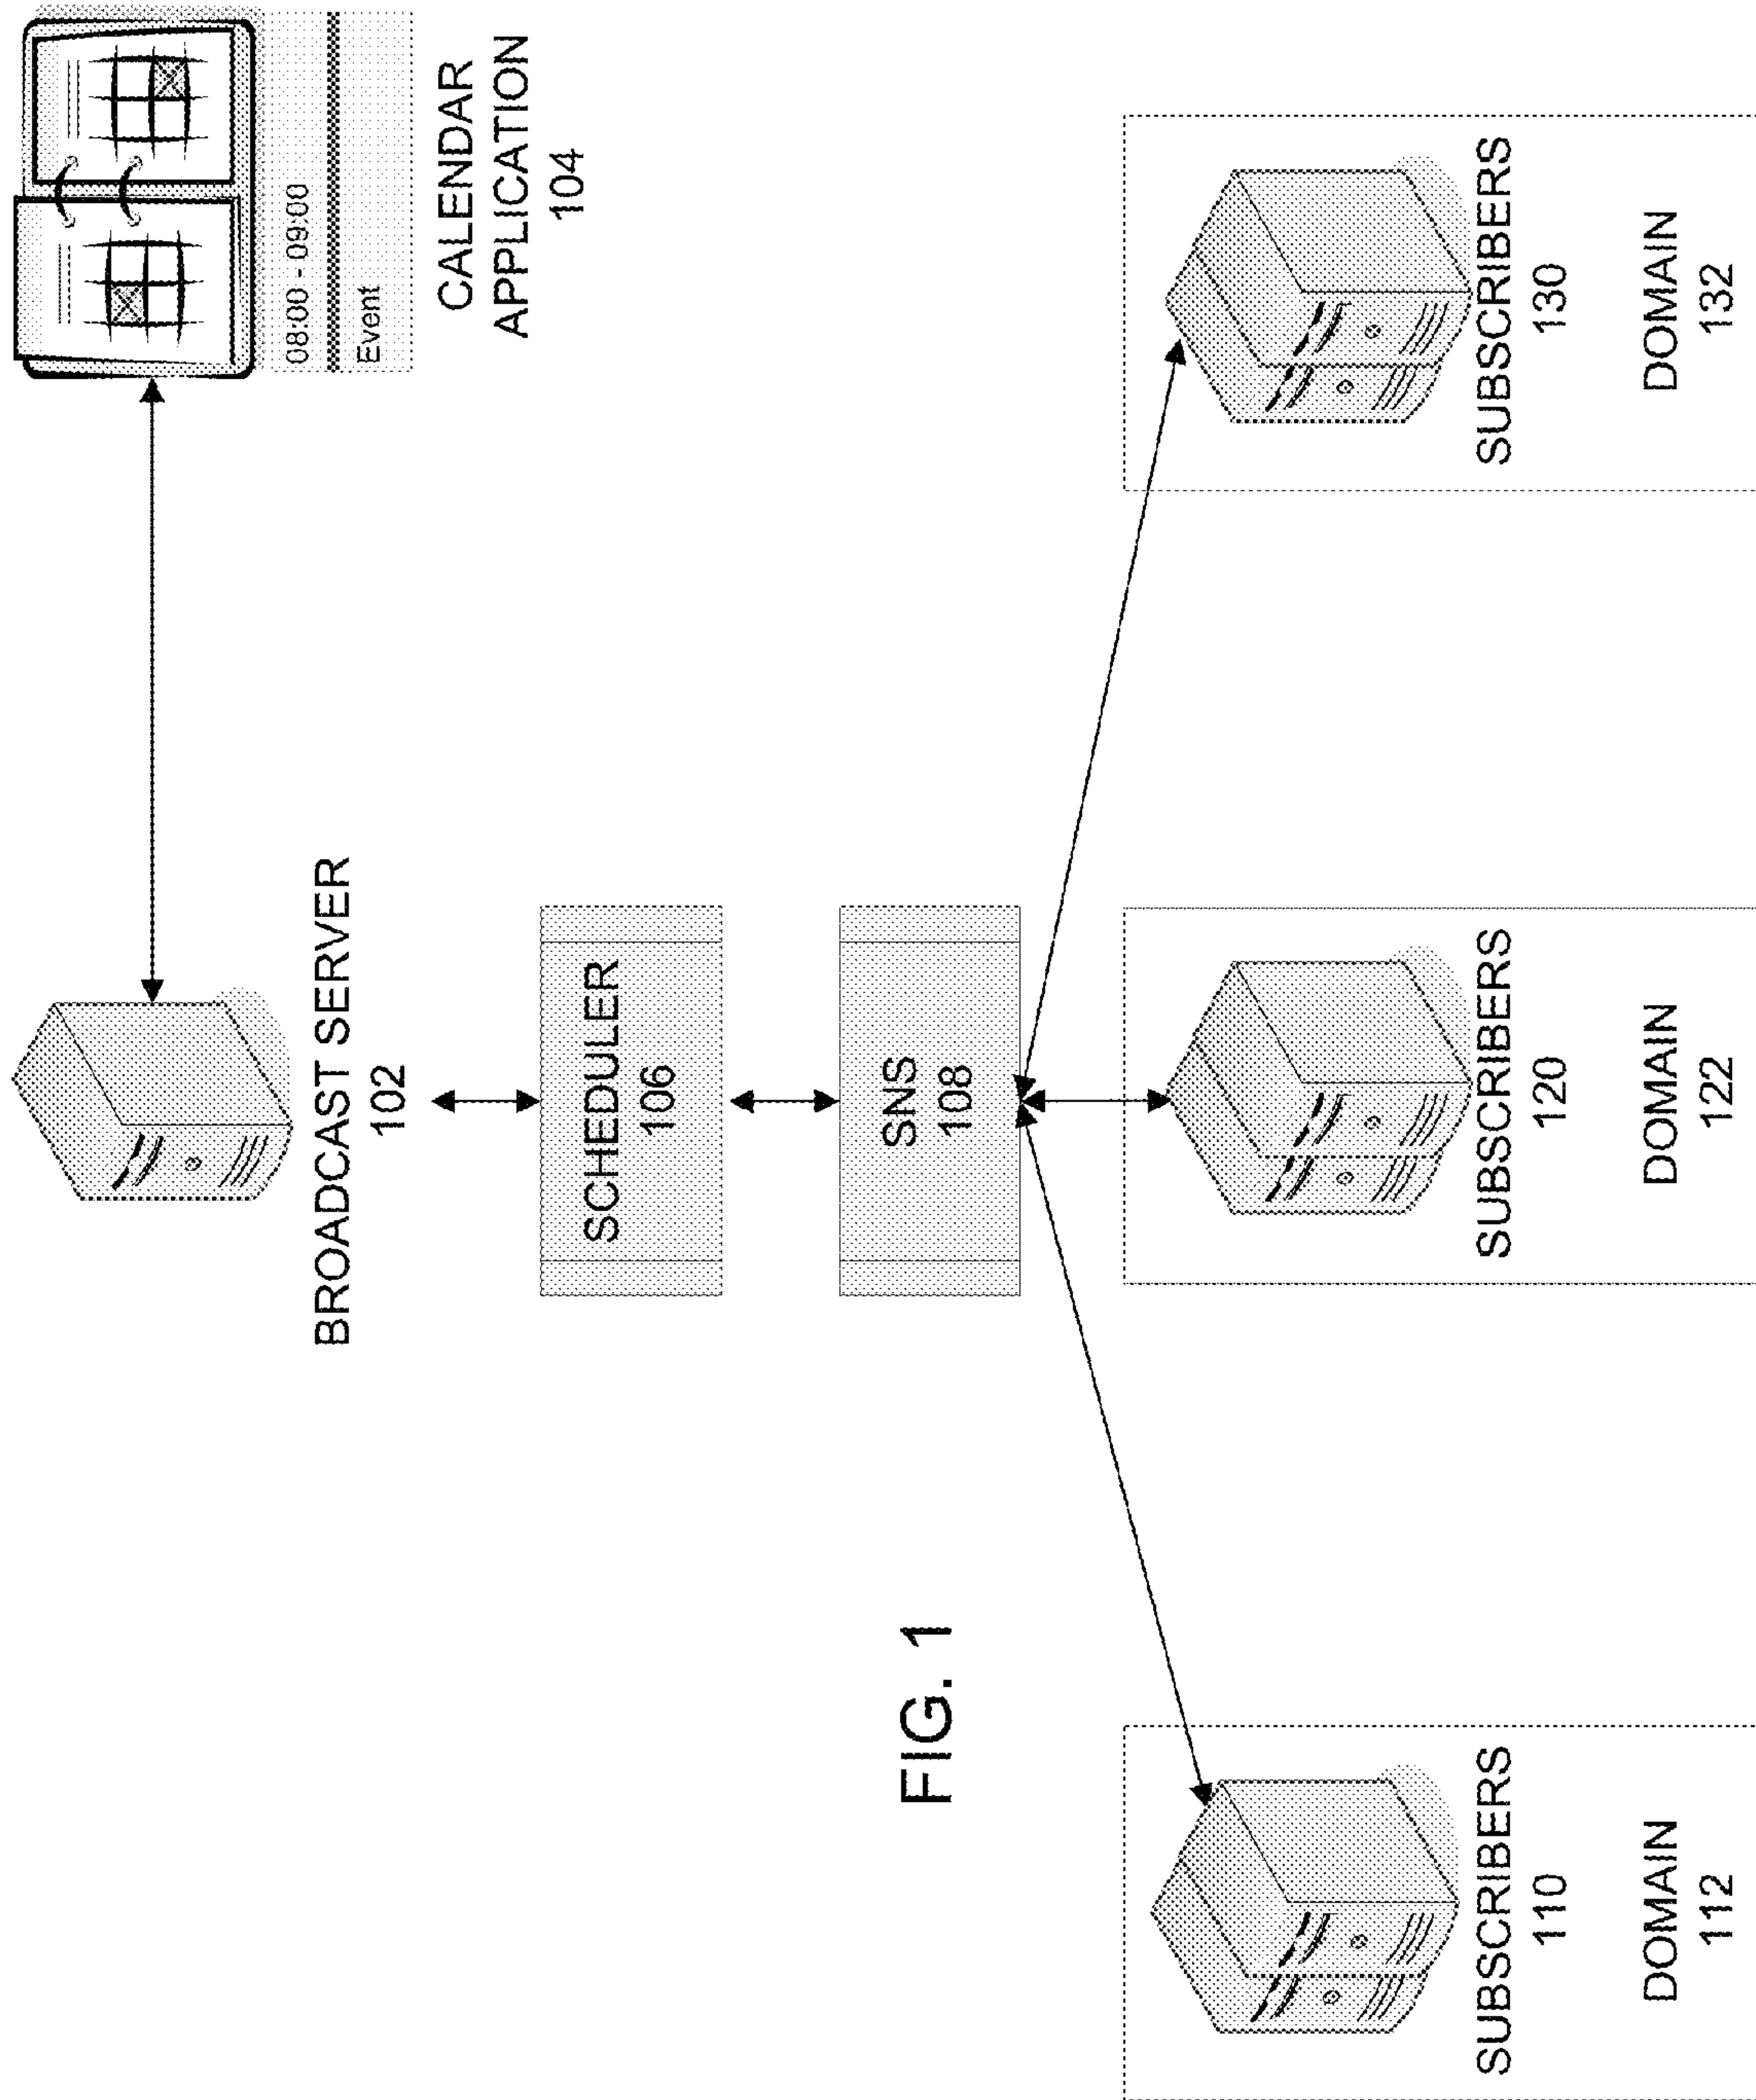 BROADCAST SERVER
102
08:00 - 09:00
Event
CALENDAR
APPLICATION
104
SCHEDULER
106
SNS
108
FIG. 1
SUBSCRIBERS
110
DOMAIN
112
SUBSCRIBERS
120
DOMAIN
122
SUBSCRIBERS
130
DOMAIN
132